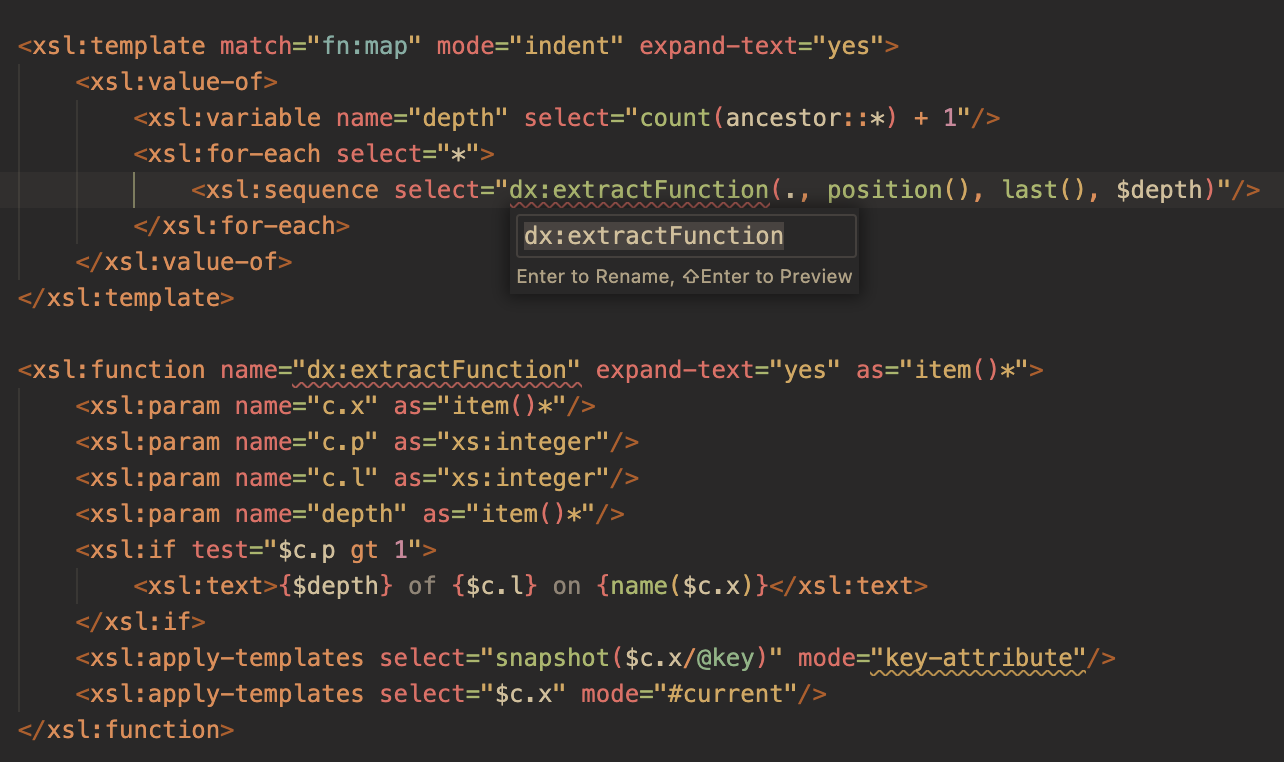 <xsl:template match="fn:map" mode="indent" expand-text="yes">
    <xsl:value-of>
        <xsl:variable name="depth" select="count(ancestor::*) + 1"/>
        <xsl:for-each select="*">
            <xsl:sequence select="dx:extractFunction(., position(), last(), $depth)"/>
        </xsl:for-each>
dx:extractFunction
    </xsl:value-of>
Enter to Rename, ⇧Enter to Preview
</xsl:template>
<xsl:function name="dx:extractFunction" expand-text="yes" as="item()*">
    <xsl:param name="c.x" as="item()*"/>
    <xsl:param name="c.p" as="xs:integer"/>
    <xsl:param name="c.l" as="xs:integer"/>
    <xsl:param name="depth" as="item()*"/>
    <xsl:if test="$c.p gt 1">
        <xsl:text>{$depth} of {$c.l} on {name($c.x)}</xsl:text>
    </xsl:if>
    <xsl:apply-templates select="snapshot($c.x/@key)" mode="key-attribute"/>
    <xsl:apply-templates select="$c.x" mode="#current"/>
</xsl:function>